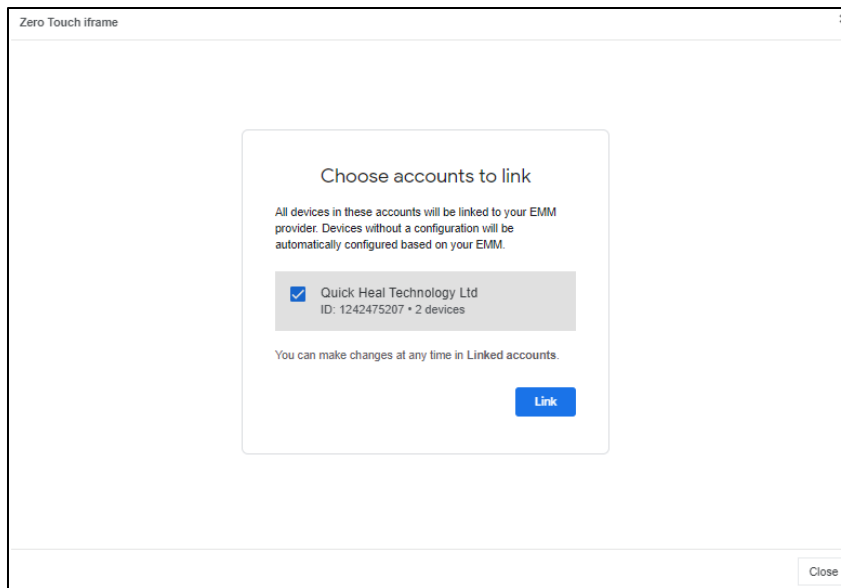 Zero Touch iframe
Choose accounts to link
All devices in these accounts will be linked to your EMM
provider. Devices without a configuration will be
automatically configured based on your EMM.
Quick Heal Technology Ltd
ID: 1242475207 • 2 devices
You can make changes at any time in Linked accounts.
Link
Close